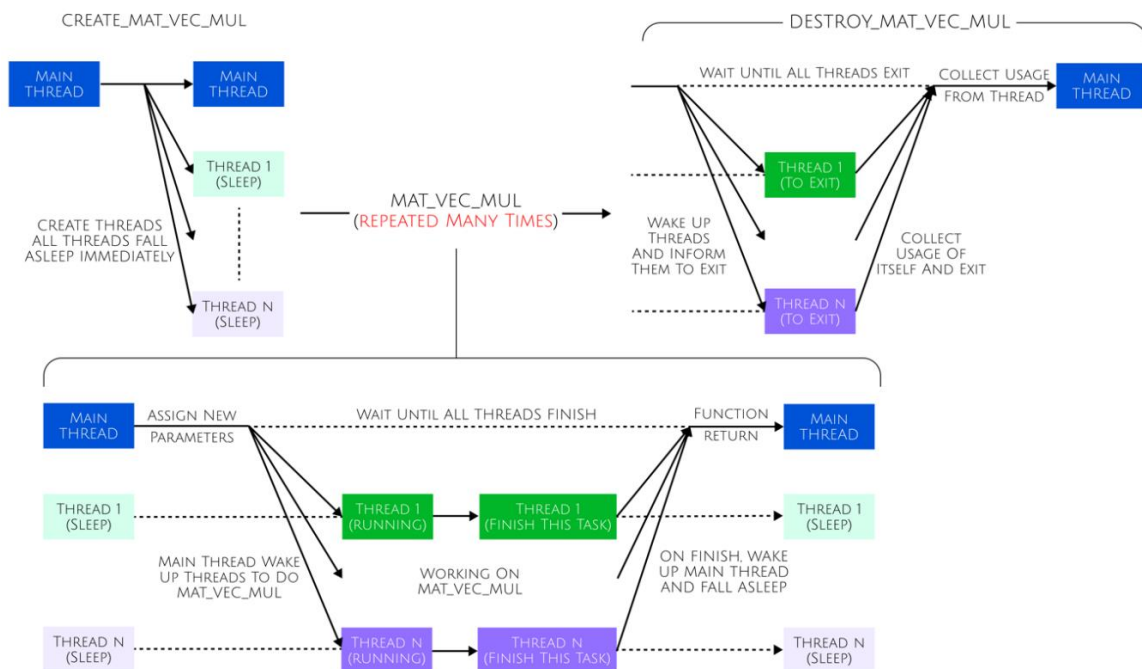 CREATE_MAT_VEC_MUL
DESTROY_MAT_VEC_MUL
MAIN
THREAD
MAIN
THREAD
WAIT UNTIL ALL THREADS EXIT
COLLECT USAGE
FROM THREAD
MAIN
THREAD
THREAD 1
(SLEEP)
THREAD 1
(TO EXIT)
CREATE THREADS
ALL THREADS FALL
ASLEEP IMMEDIATELY
MAT_VEC_MUL
(REPEATED MANY TIMES)
WAKE UP
THREADS
AND INFORM
THEM TO EXIT
COLLECT
USAGE OF
ITSELF AND EXIT
THREAD N
(SLEEP)
THREAD N
(TO EXIT)
MAIN
THREAD
ASSIGN NEW
PARAMETERS
WAIT UNTIL ALL THREADS FINISH
FUNCTION
RETURN
MAIN
THREAD
THREAD 1
(SLEEP)
THREAD 1
(RUNNING)
THREAD 1
(FINISH THIS TASK)
THREAD 1
(SLEEP)
MAIN THREAD WAKE
UP THREADS TO DO
MAT_VEC_MUL
WORKING ON
MAT_VEC_MUL
ON FINISH, WAKE
UP MAIN THREAD
AND FALL ASLEEP
THREAD N
(SLEEP)
THREAD N
(RUNNING)
THREAD N
(FINISH THIS TASK)
THREAD N
(SLEEP)